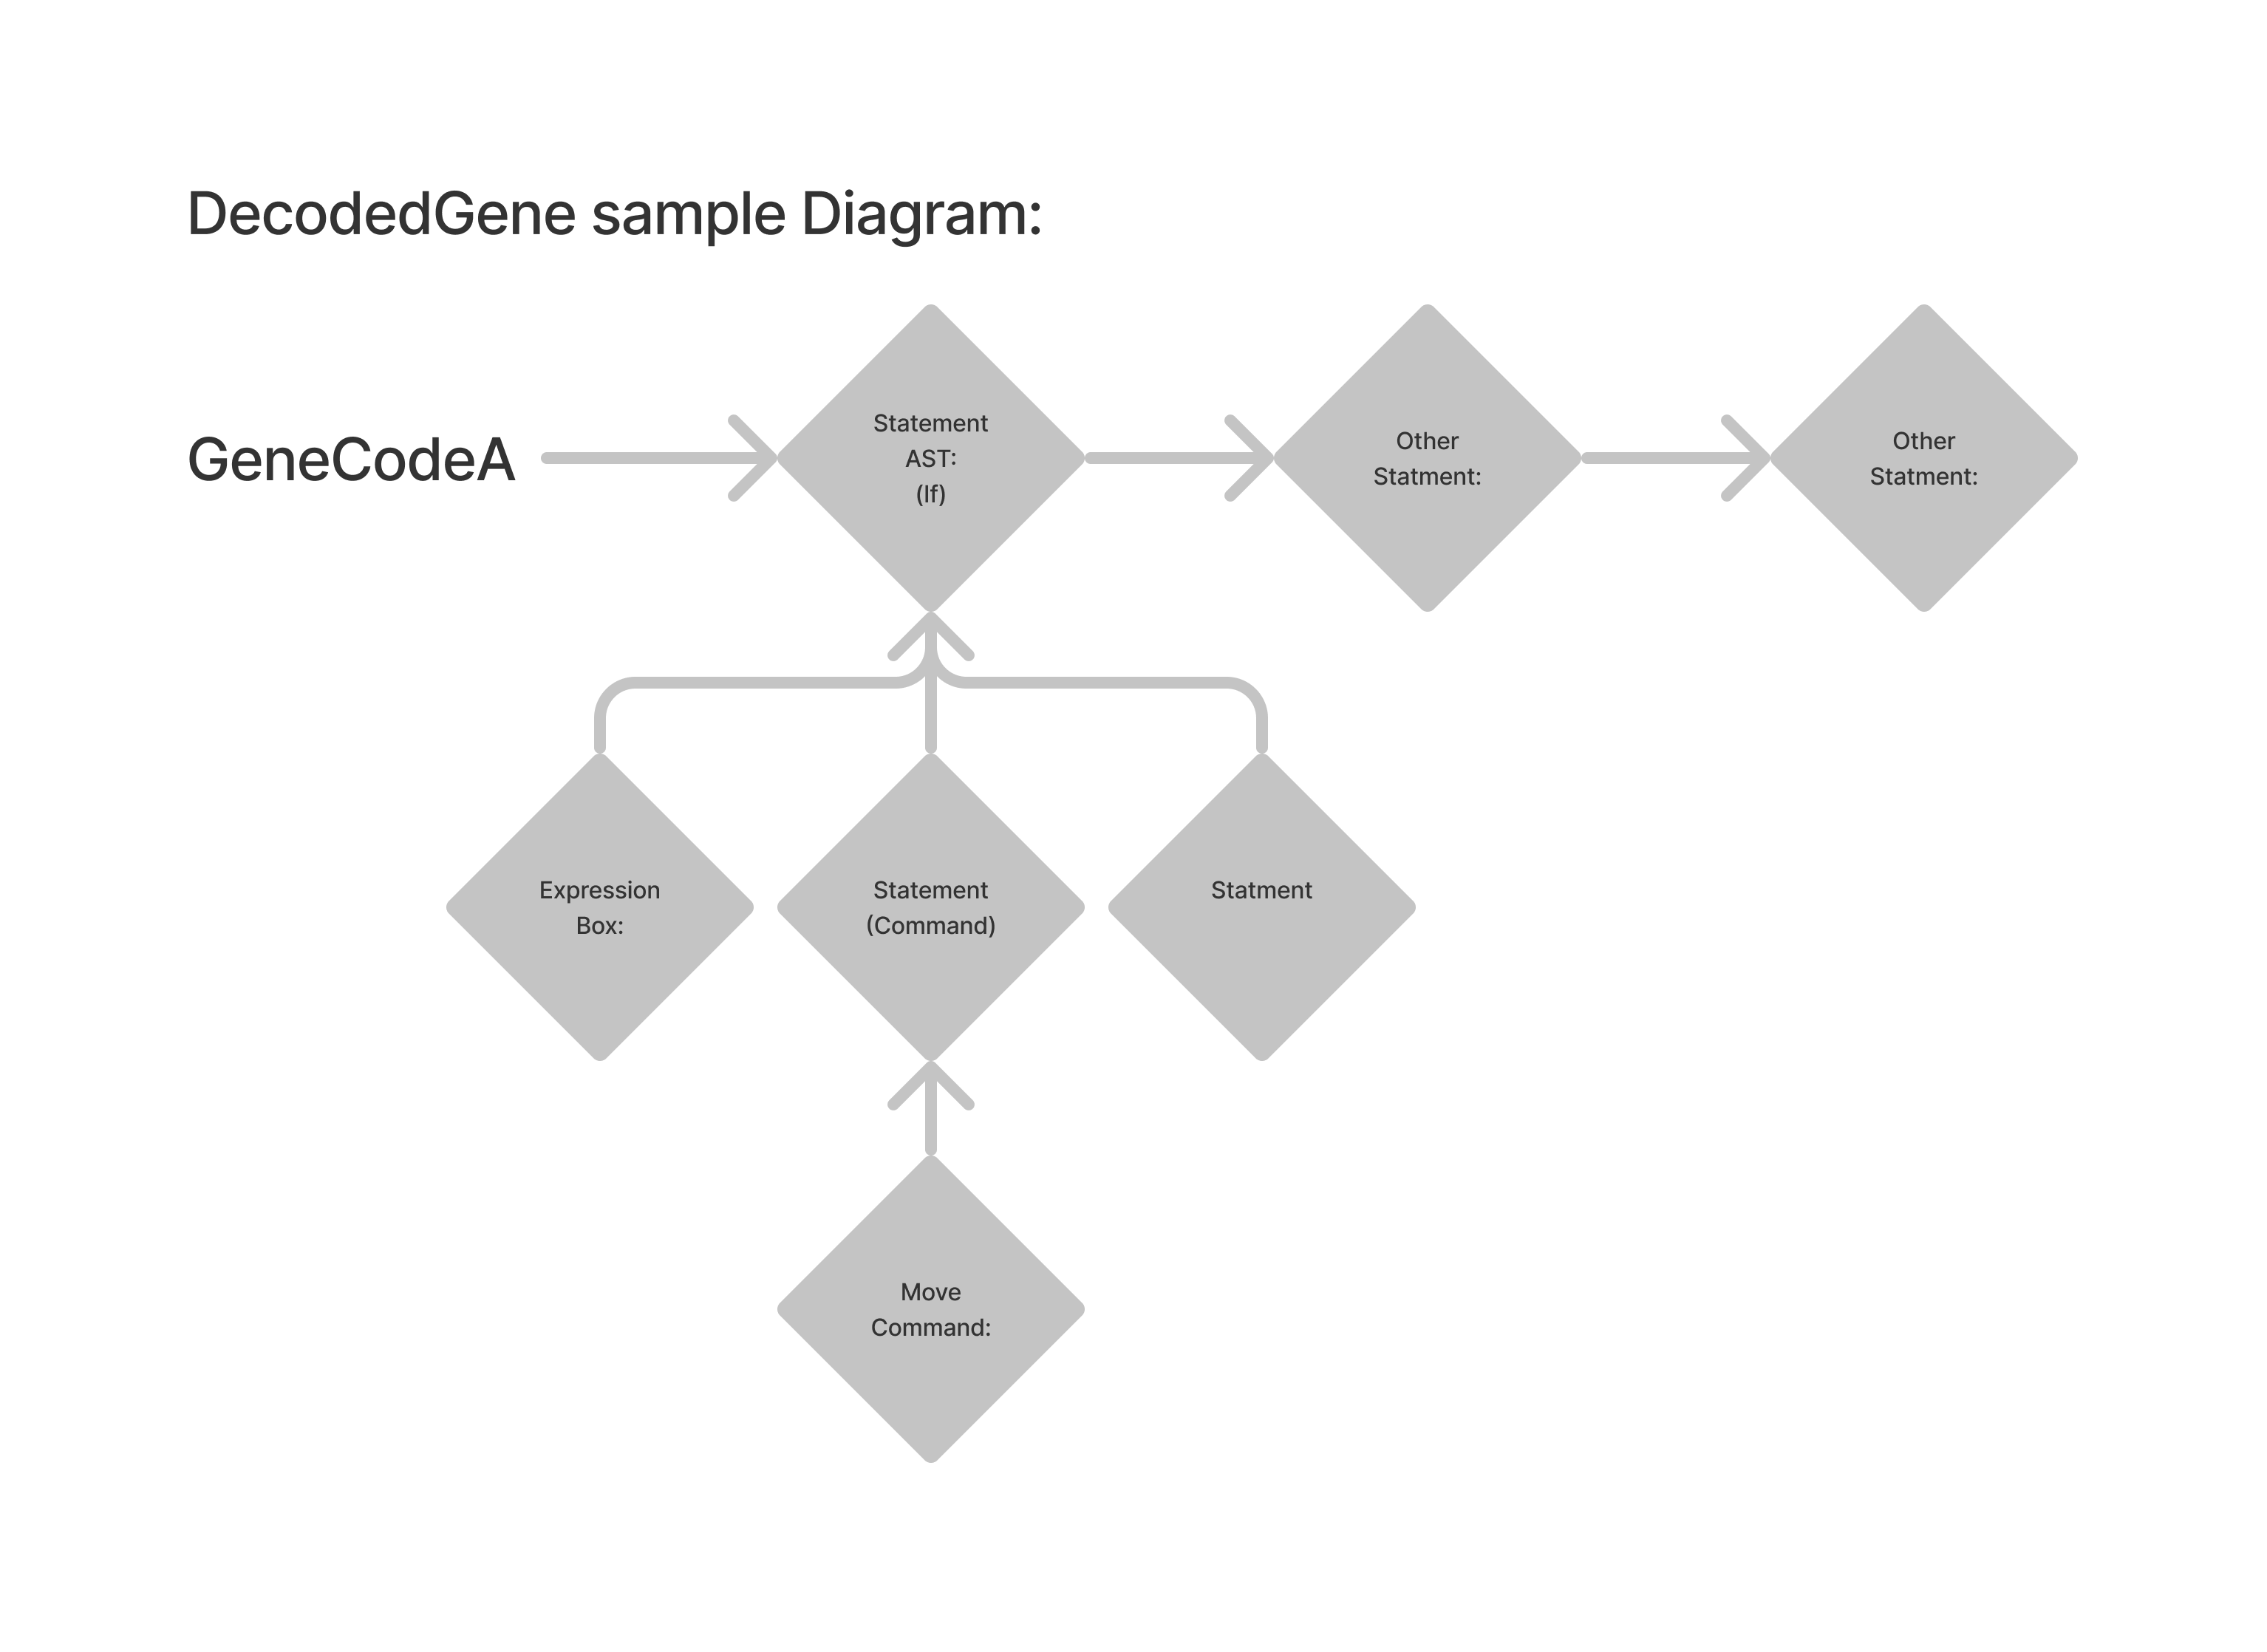 DecodedGene sample Diagram:
GeneCodeA
Statement
AST:
(If)
Other
Statment:
Other
Statment:
Expression
Box:
Statement
(Command)
Statment
Move
Command: